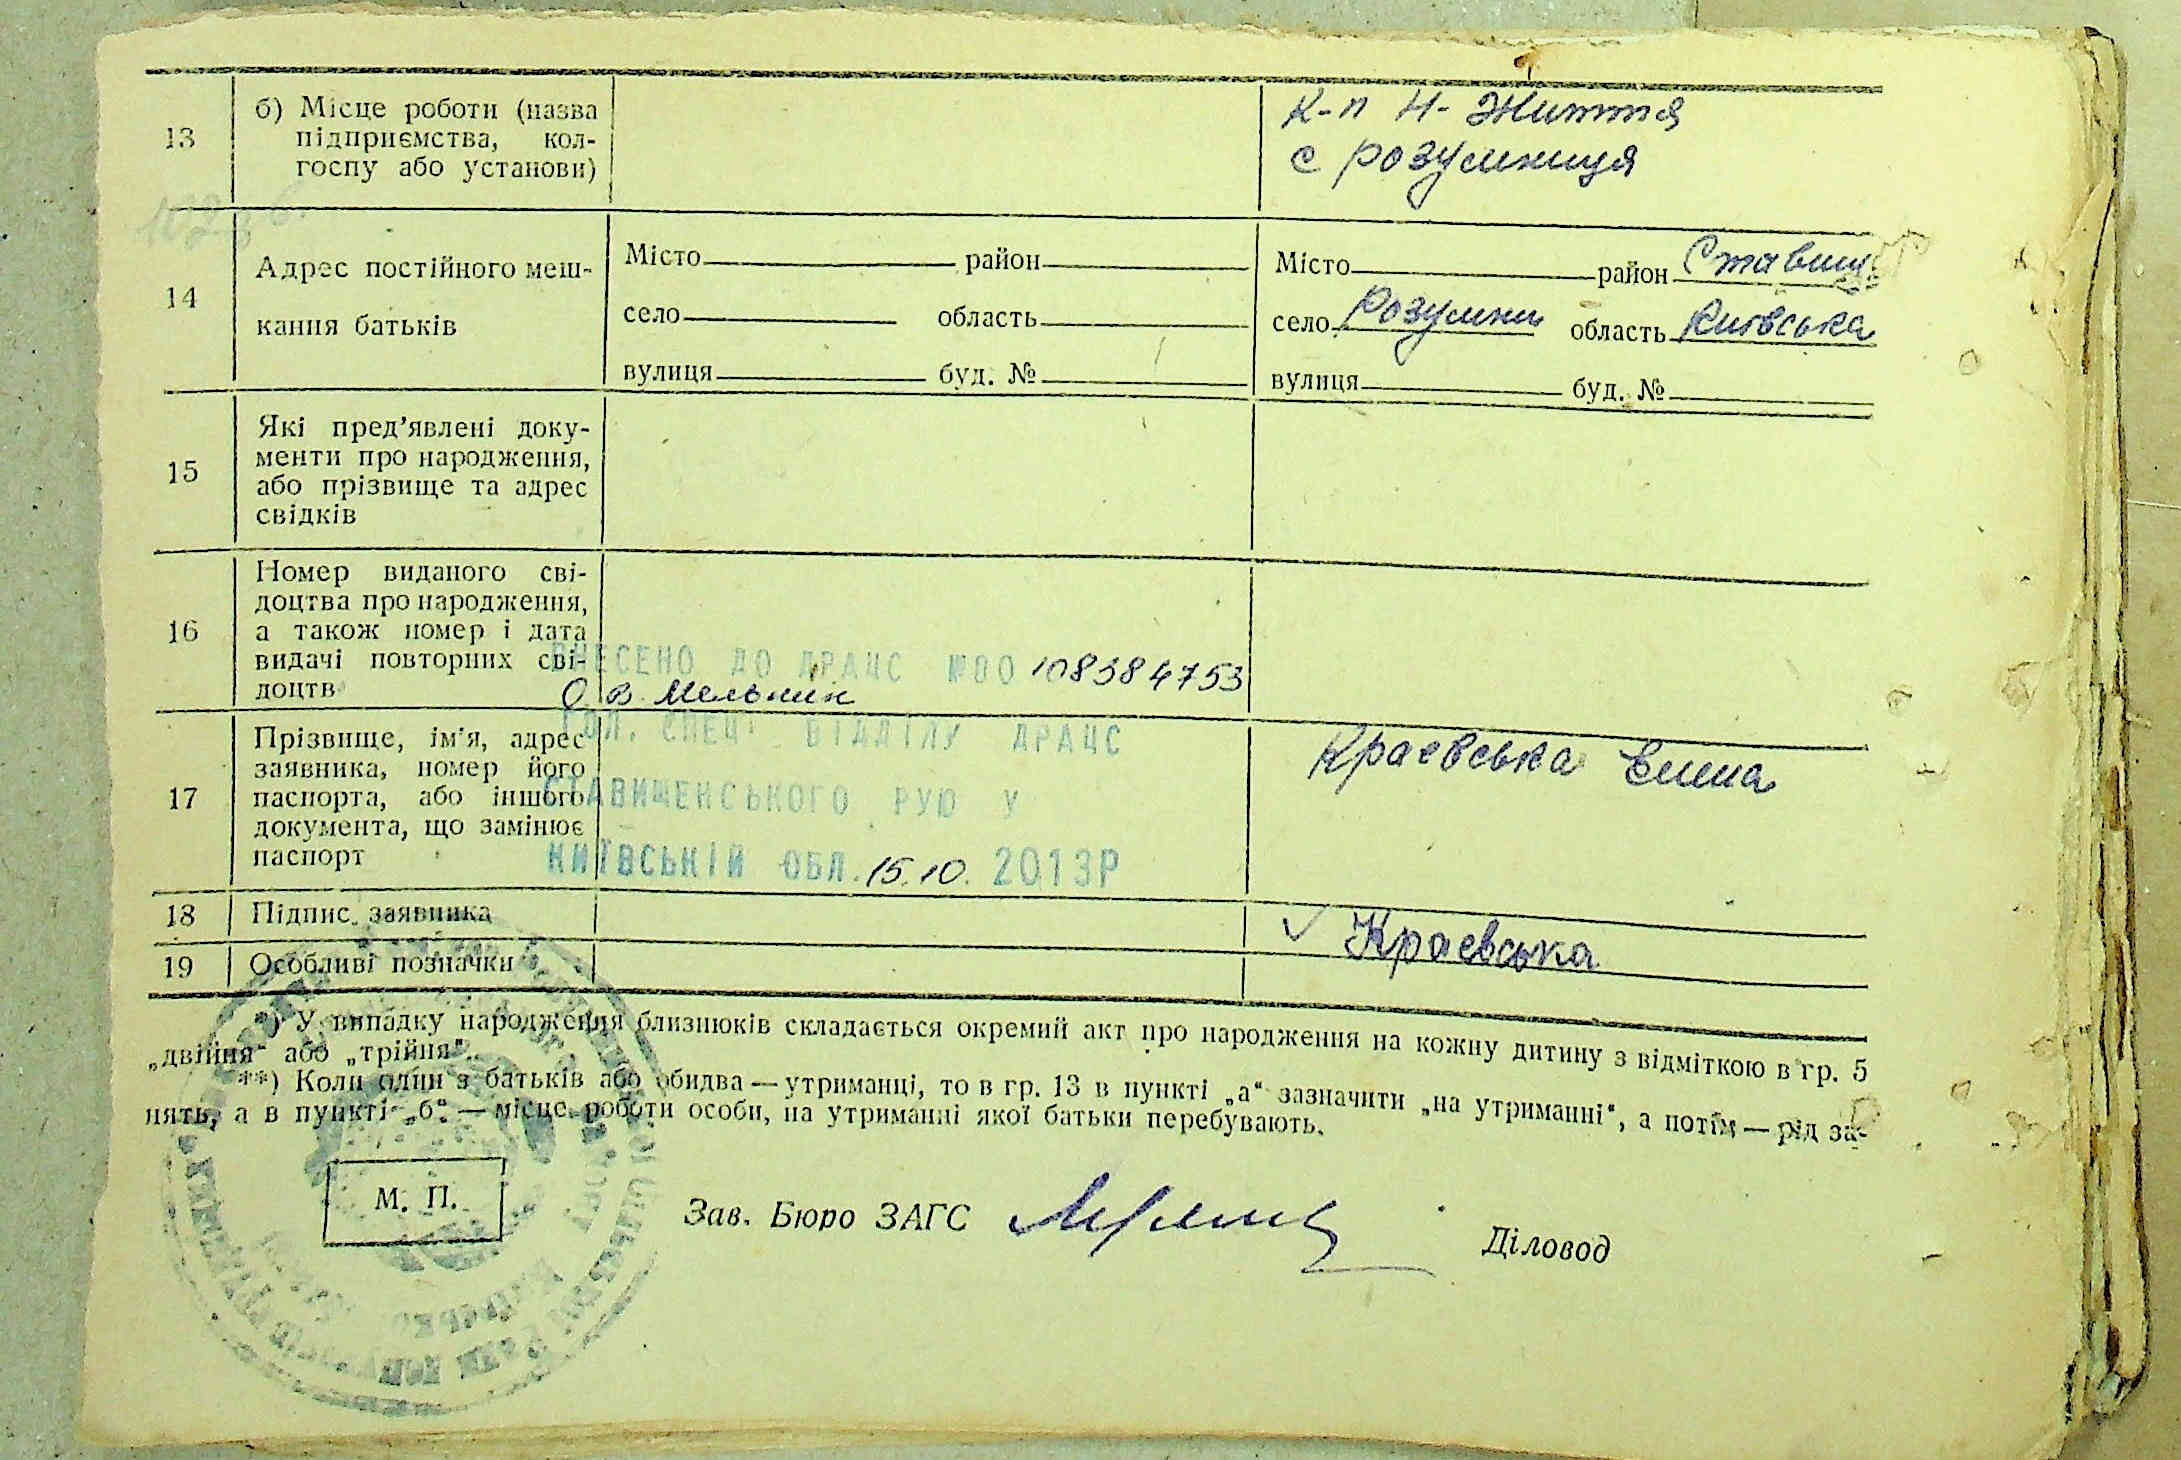 13
б) Місце роботи (назва
підприємства, кол-
госпу або установи)
к-п Н-Життя
с розумниця
14
Адрес постійного меш-
кання батьків
Місто район
село область
вулиця буд. №
Місто район Ставищ
село Розумни область Київська
вулиця буд. №
15
Які пред'явлені доку-
менти про народження,
або прізвище та адрес
свідків
16
Номер виданого сві-
доцтва про народження,
а також номер і дата
видачі повторних сві-
доцтв
ВНЕСЕНО ДО ДРАЦС №00108384753
О.В. Мельник
ГОЛ. СПЕЦ. ВІДДІЛУ ДРАЦС
СТАВИЩЕНСЬКОГО РУЮ У
КИЇВСЬКІЙ ОБЛ. 15.10. 2013Р
17
Прізвище, ім'я, адрес
заявника, номер його
паспорта, або іншого
документа, що замінює
паспорт
Краевська
18
Підпис заявника
Краевська
19
Особливі позначки
*) У випадку народження близнюків складається окремий акт про народження на кожну дитину з відміткою в гр. 5
„двійня“ або „трійня“.
**) Коли один з батьків або обидва — утриманці, то в гр. 13 в пункті „а“ зазначити „на утриманні“, а потім — рід за-
нять, а в пункті „б“ — місце роботи особи, на утриманні якої батьки перебувають.
М. П.
Зав. Бюро ЗАГС
Діловод